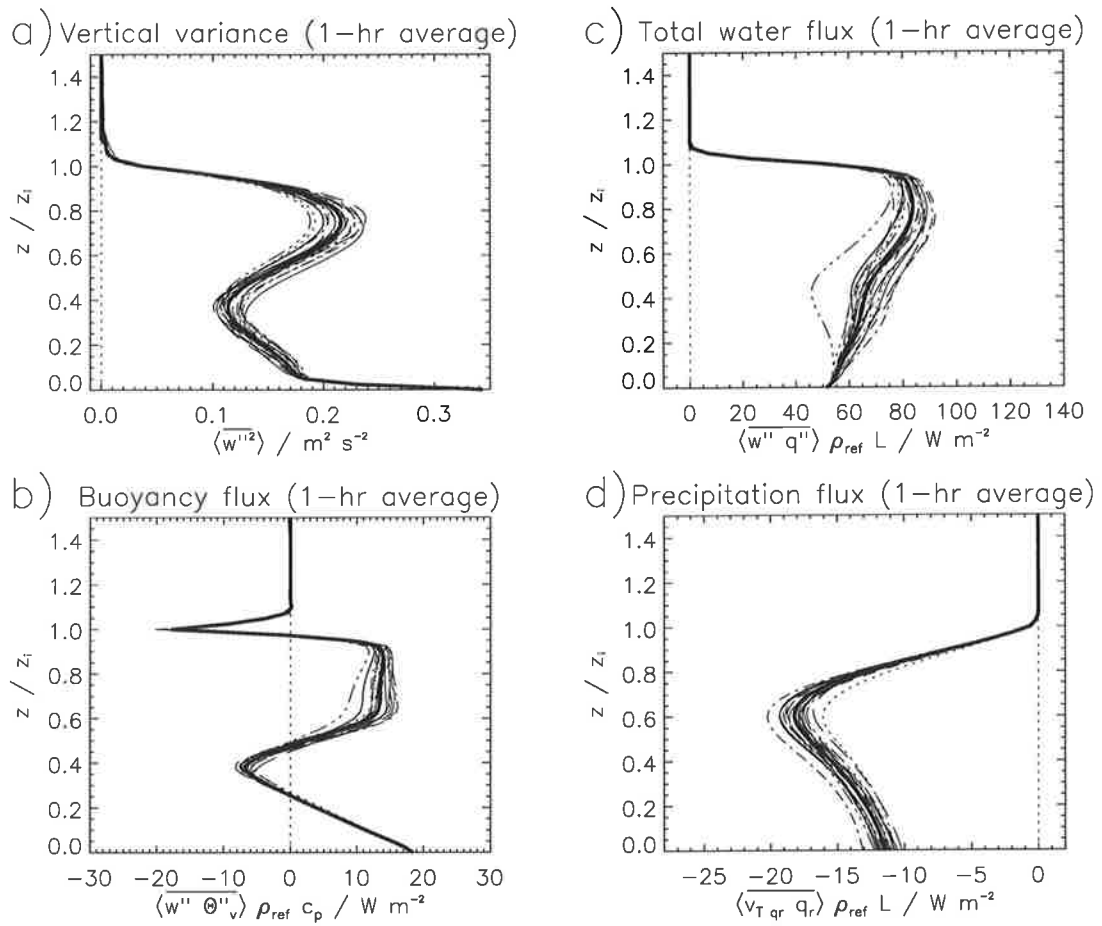 a) Vertical variance (1-hr average)
1.4
1.2
1.0
0.8
0.6
0.4
0.2
0.0
z / zi
0.0 0.1 0.2 0.3
⟨w''²⟩ / m² s⁻²
c) Total water flux (1-hr average)
1.4
1.2
1.0
0.8
0.6
0.4
0.2
0.0
z / zi
0 20 40 60 80 100 120 140
⟨w'' q''⟩ ρref L / W m⁻²
b) Buoyancy flux (1-hr average)
1.4
1.2
1.0
0.8
0.6
0.4
0.2
0.0
z / zi
-30 -20 -10 0 10 20 30
⟨w'' Θ''v⟩ ρref cp / W m⁻²
d) Precipitation flux (1-hr average)
1.4
1.2
1.0
0.8
0.6
0.4
0.2
0.0
z / zi
-25 -20 -15 -10 -5 0
⟨vT qr qr⟩ ρref L / W m⁻²